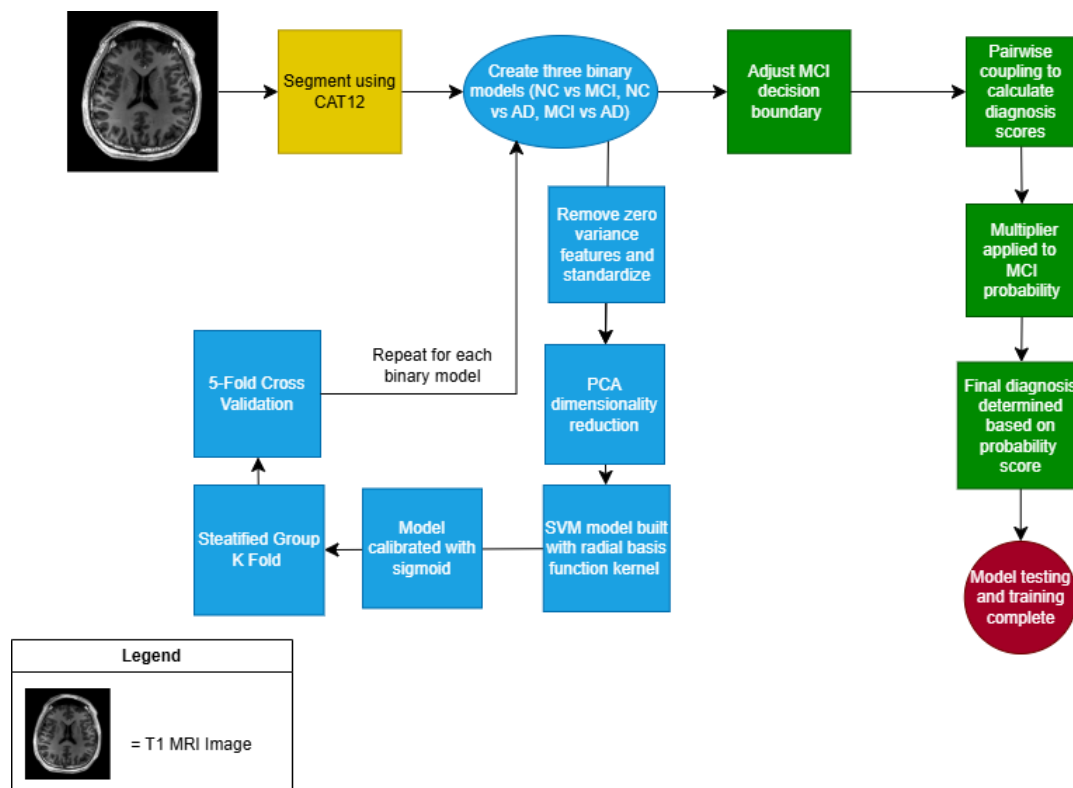 Segment using
CAT12
Create three binary
models (NC vs MCI, NC
vs AD, MCI vs AD)
Adjust MCI
decision
boundary
Pairwise
coupling to
calculate
diagnosis
scores
Remove zero
variance
features and
standardize
Multiplier
applied to
MCI
probability
Repeat for each
binary model
5-Fold Cross
Validation
PCA
dimensionality
reduction
Final diagnosis
determined
based on
probability
score
Steatified Group
K Fold
Model
calibrated with
sigmoid
SVM model built
with radial basis
function kernel
Model testing
and training
complete
Legend
= T1 MRI Image